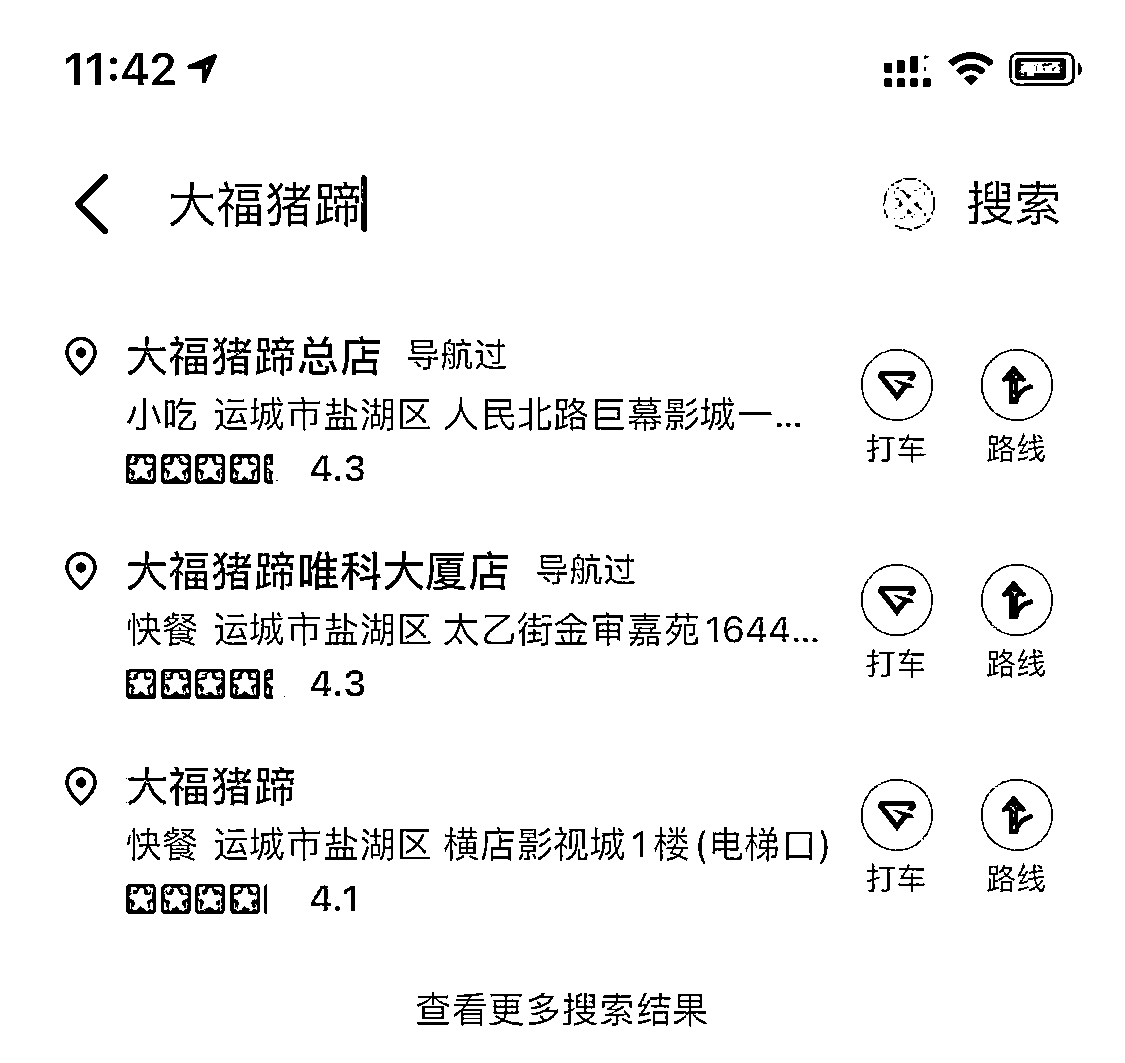 11:42
大福猪蹄 搜索
大福猪蹄总店 导航过
小吃 运城市盐湖区 人民北路巨幕影城一...
打车 路线
4.3
大福猪蹄唯科大厦店 导航过
快餐 运城市盐湖区 太乙街金审嘉苑1644...
打车 路线
4.3
大福猪蹄
快餐 运城市盐湖区 横店影视城1楼(电梯口)
打车 路线
4.1
查看更多搜索结果